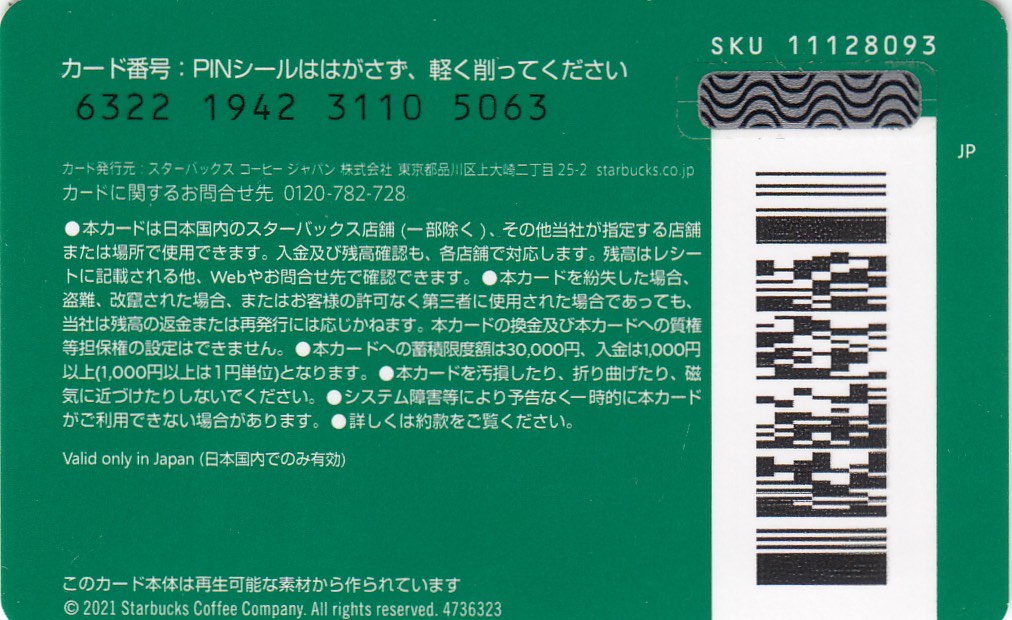 SKU 11128093
カード番号：PINシールははがさず、軽く削ってください
6322 1942 3110 5063
JP
カード発行元：スターバックス コーヒー ジャパン 株式会社 東京都品川区上大崎二丁目25-2 starbucks.co.jp
カードに関するお問合せ先 0120-782-728
●本カードは日本国内のスターバックス店舗（一部除く）、その他当社が指定する店舗
または場所で使用できます。入金及び残高確認も、各店舗で対応します。残高はレシー
トに記載される他、Webやお問合せ先で確認できます。●本カードを紛失した場合、
盗難、改竄された場合、またはお客様の許可なく第三者に使用された場合であっても、
当社は残高の返金または再発行には応じかねます。本カードの換金及び本カードへの質権
等担保権の設定はできません。●本カードへの蓄積限度額は30,000円、入金は1,000円
以上(1,000円以上は1円単位)となります。●本カードを汚損したり、折り曲げたり、磁
気に近づけたりしないでください。●システム障害等により予告なく一時的に本カード
がご利用できない場合があります。●詳しくは約款をご覧ください。
Valid only in Japan (日本国内でのみ有効)
このカード本体は再生可能な素材から作られています
© 2021 Starbucks Coffee Company. All rights reserved. 4736323